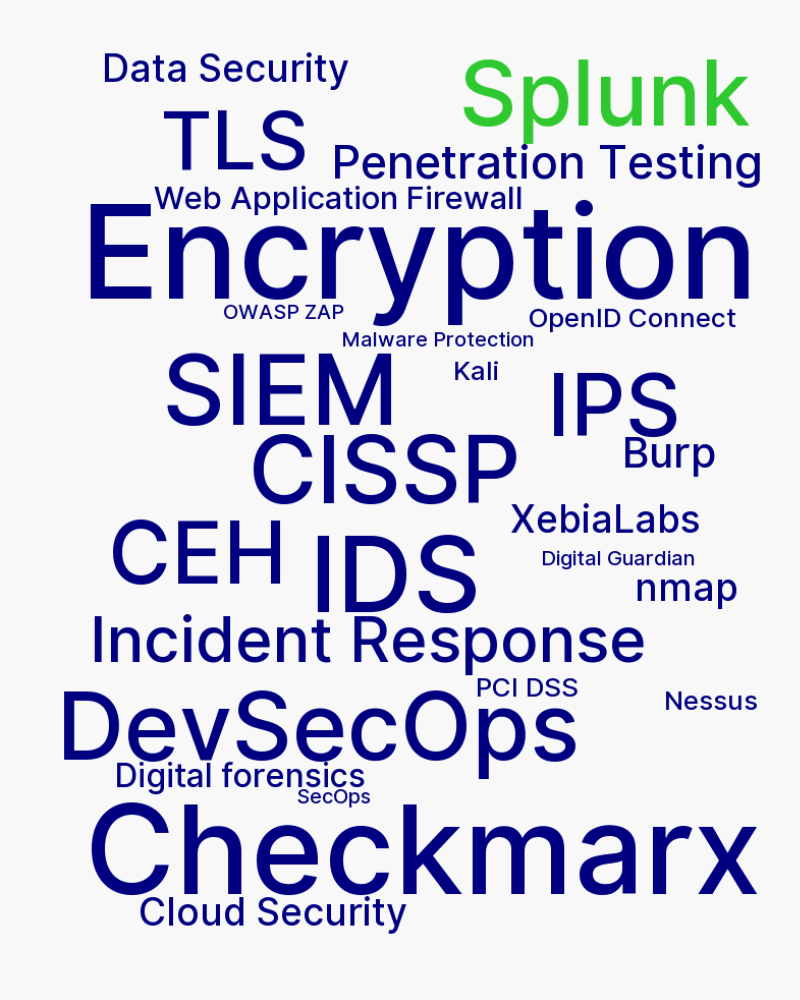 Data Security
Splunk
TLS
Penetration Testing
Web Application Firewall
Encryption
OWASP ZAP
OpenID Connect
Malware Protection
Kali
SIEM
IPS
Burp
CISSP
XebiaLabs
CEH
IDS
Digital Guardian
nmap
Incident Response
PCI DSS
Nessus
DevSecOps
Digital forensics
SecOps
Checkmarx
Cloud Security